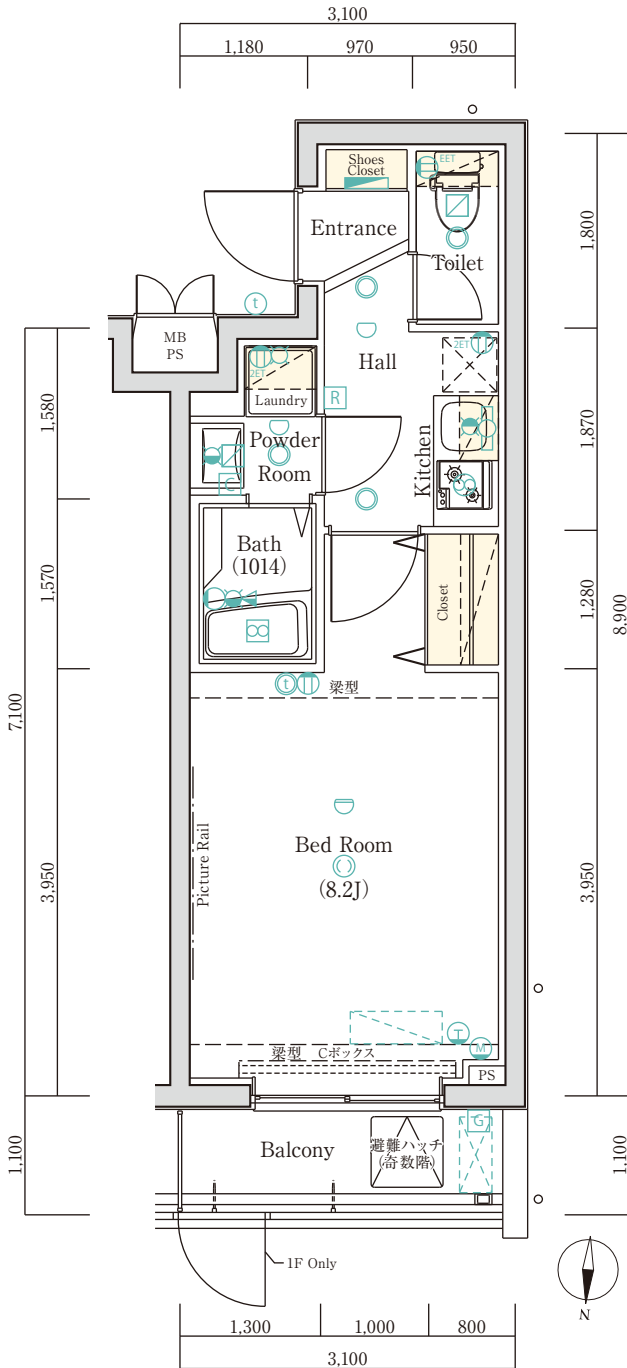 3,100
1,180
970
950
Shoes
Closet
EET
Entrance
Toilet
1,800
t
MB
PS
Hall
2ET
2ET
Laundry
R
1,580
1,870
Powder
Room
Kitchen
C
Bath
(1014)
1,570
Closet
1,280
8,900
t
梁型
7,100
Picture Rail
Bed Room
(8.2J)
3,950
3,950
T
M
梁型 Cボックス
PS
G
Balcony
避難ハッチ
(奇数階)
1,100
1,100
1F Only
N
1,300
1,000
800
3,100